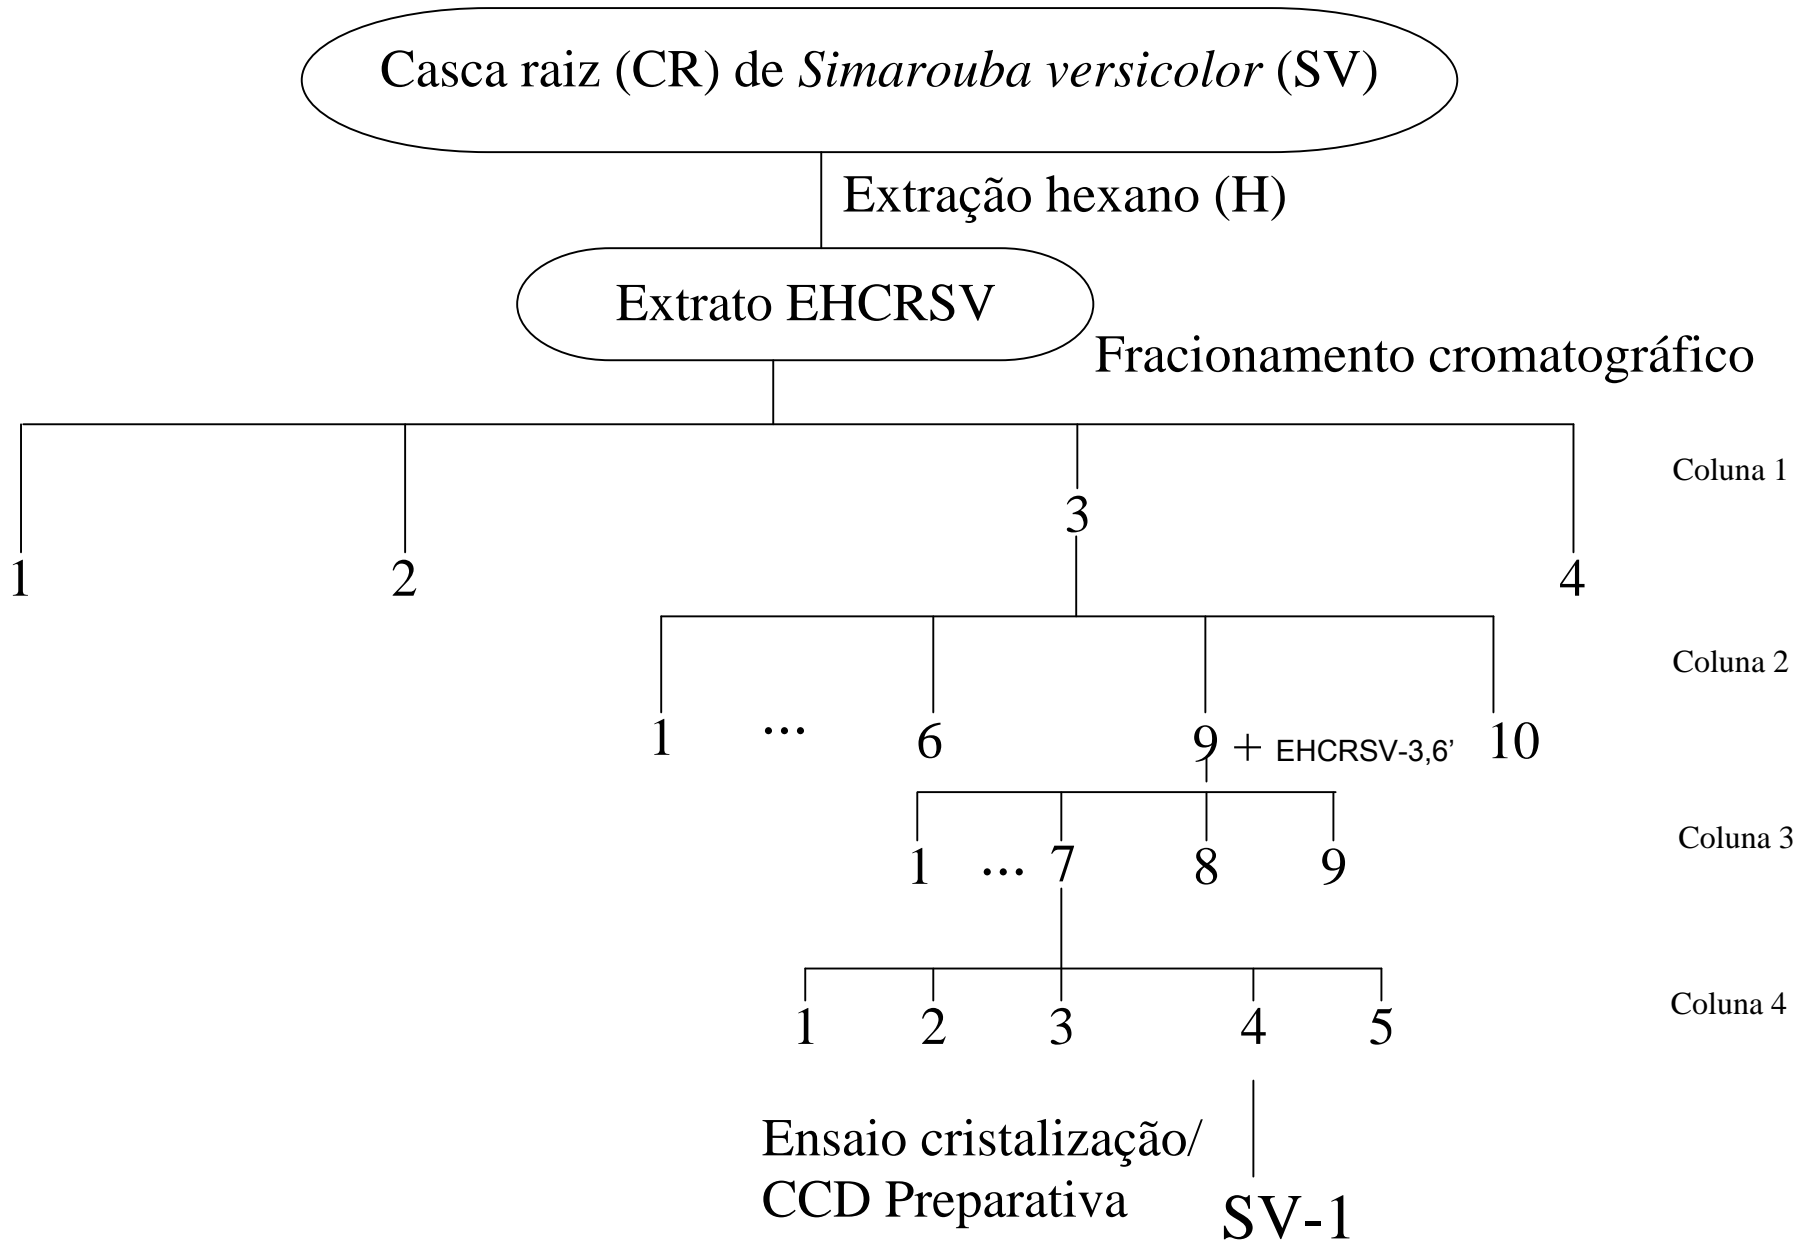 Casca raiz (CR) de Simarouba versicolor (SV)
Extração hexano (H)
Extrato EHCRSV
Fracionamento cromatográfico
Coluna 1
3
1 2 4
Coluna 2
1 ... 6 9 + EHCRSV-3,6’ 10
Coluna 3
1 ... 7 8 9
Coluna 4
1 2 3 4 5
Ensaio cristalização/
CCD Preparativa
SV-1